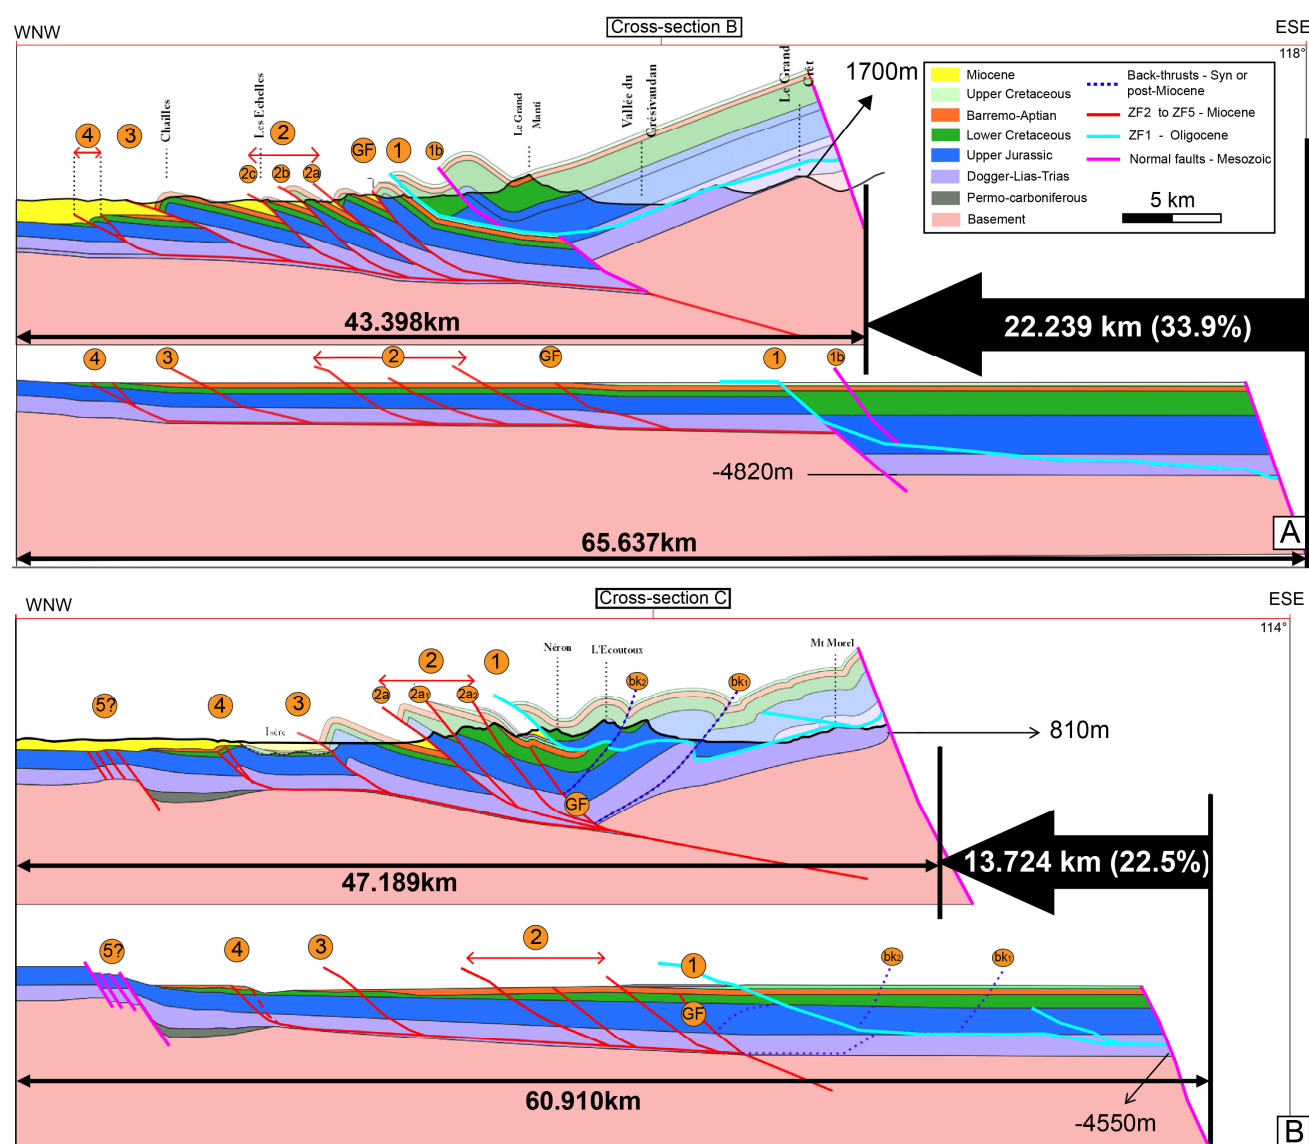 WNW
Cross-section B
ESE
118°
Chailles
Les Echelles
Le Grand
Manti
Vallée du
Grésivaudan
Le Grand
Crêt
1700m
4
3
2
2c
2b
2a
GF
1
1b
Miocene
Upper Cretaceous
Barremo-Aptian
Lower Cretaceous
Upper Jurassic
Dogger-Lias-Trias
Permo-carboniferous
Basement
Back-thrusts - Syn or
post-Miocene
ZF2 to ZF5 - Miocene
ZF1 - Oligocene
Normal faults - Mesozoic
5 km
43.398km
22.239 km (33.9%)
4
3
2
GF
1
1b
-4820m
65.637km
A
WNW
Cross-section C
ESE
114°
5?
4
3
Isère
2
2a
2a1
2a2
1
Néron
L'Ecoutoux
bk2
bk1
Mt Morel
810m
GF
47.189km
13.724 km (22.5%)
5?
4
3
2
1
GF
bk2
bk1
60.910km
-4550m
B